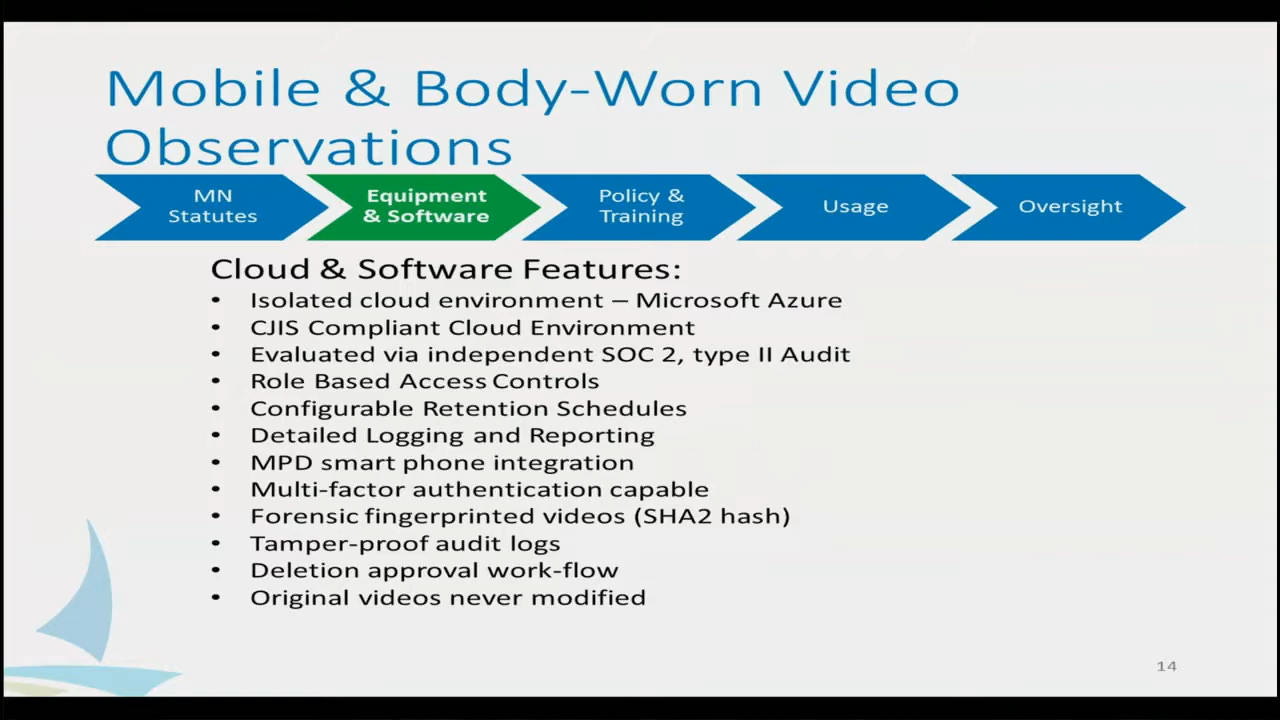 Mobile & Body-Worn Video
Observations
MN
Statutes
Equipment
& Software
Policy &
Training
Usage
Oversight
Cloud & Software Features:
• Isolated cloud environment – Microsoft Azure
• CJIS Compliant Cloud Environment
• Evaluated via independent SOC 2, type II Audit
• Role Based Access Controls
• Configurable Retention Schedules
• Detailed Logging and Reporting
• MPD smart phone integration
• Multi-factor authentication capable
• Forensic fingerprinted videos (SHA2 hash)
• Tamper-proof audit logs
• Deletion approval work-flow
• Original videos never modified
14